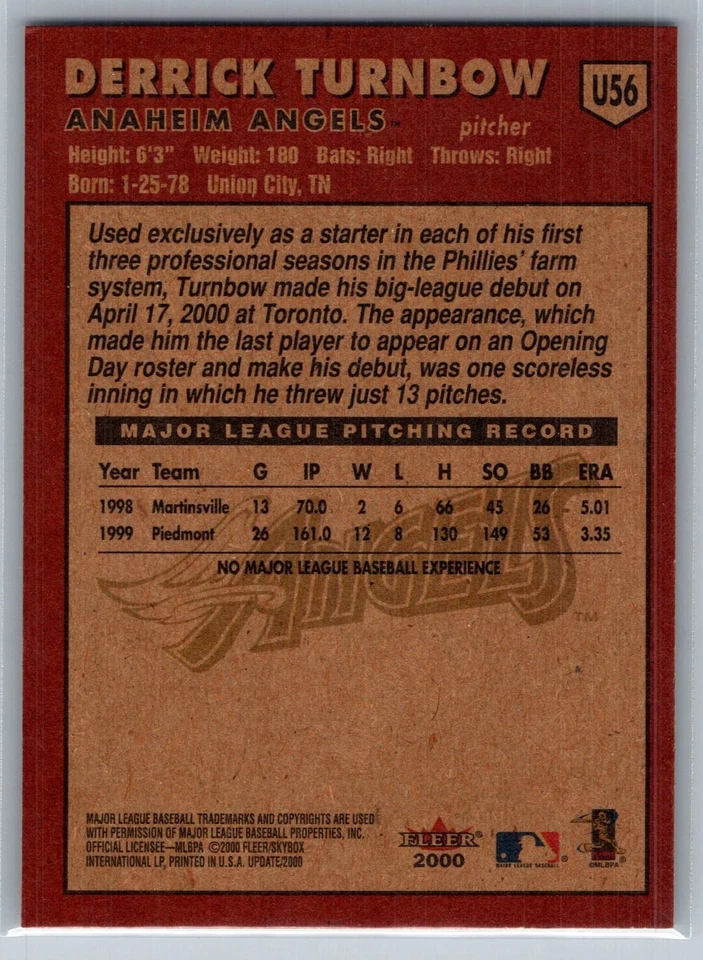 DERRICK TURNBOW
U56
ANAHEIM ANGELS™ pitcher
Height: 6'3" Weight: 180 Bats: Right Throws: Right
Born: 1-25-78 Union City, TN
Used exclusively as a starter in each of his first
three professional seasons in the Phillies' farm
system, Turnbow made his big-league debut on
April 17, 2000 at Toronto. The appearance, which
made him the last player to appear on an Opening
Day roster and make his debut, was one scoreless
inning in which he threw just 13 pitches.
MAJOR LEAGUE PITCHING RECORD
Year Team G IP W L H SO BB ERA
1998 Martinsville 13 70.0 2 6 66 45 26 5.01
1999 Piedmont 26 161.0 12 8 130 149 53 3.35
NO MAJOR LEAGUE BASEBALL EXPERIENCE
ANGELS™
MAJOR LEAGUE BASEBALL TRADEMARKS AND COPYRIGHTS ARE USED
WITH PERMISSION OF MAJOR LEAGUE BASEBALL PROPERTIES, INC.
OFFICIAL LICENSEE—MLBPA ©2000 FLEER/SKYBOX
INTERNATIONAL LP, PRINTED IN U.S.A. UPDATE/2000
FLEER®
2000
MAJOR LEAGUE BASEBALL®
©MLBPA